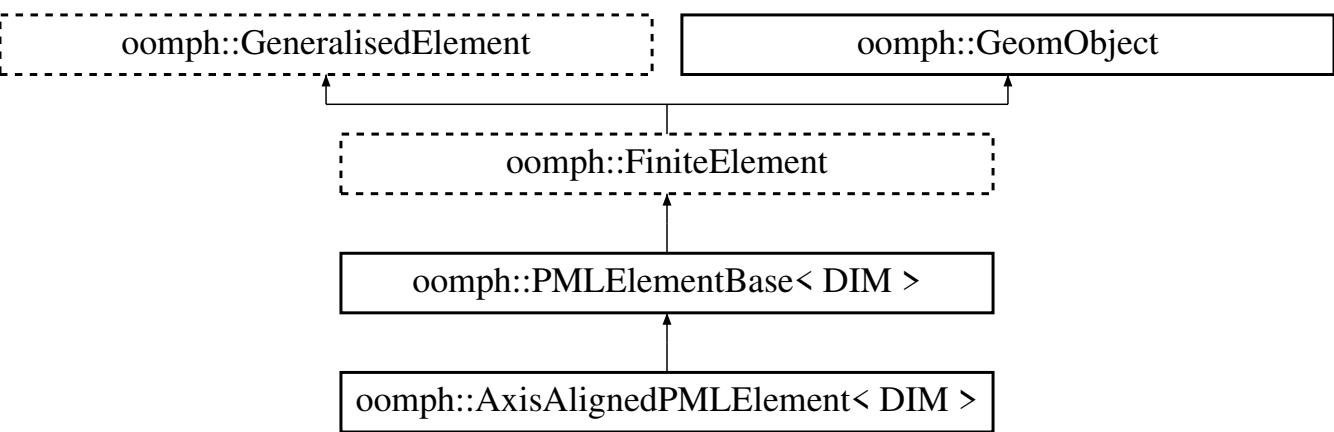 oomph::GeneralisedElement
oomph::GeomObject
oomph::FiniteElement
oomph::PMLElementBase< DIM >
oomph::AxisAlignedPMLElement< DIM >